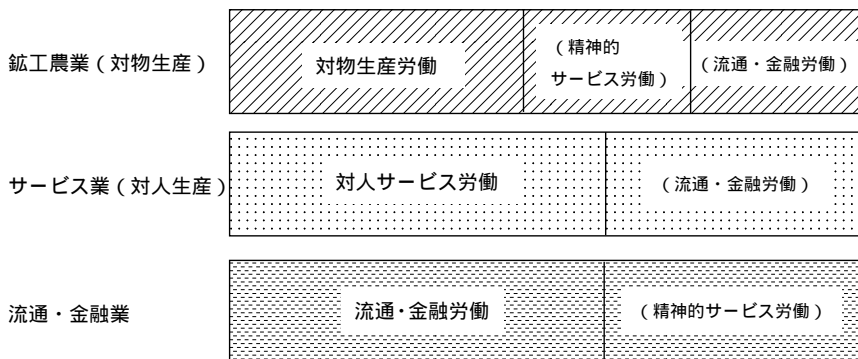 鉱工農業（対物生産）
対物生産労働
（精神的
サービス労働）
（流通・金融労働）
サービス業（対人生産）
対人サービス労働
（流通・金融労働）
流通・金融業
流通・金融労働
（精神的サービス労働）